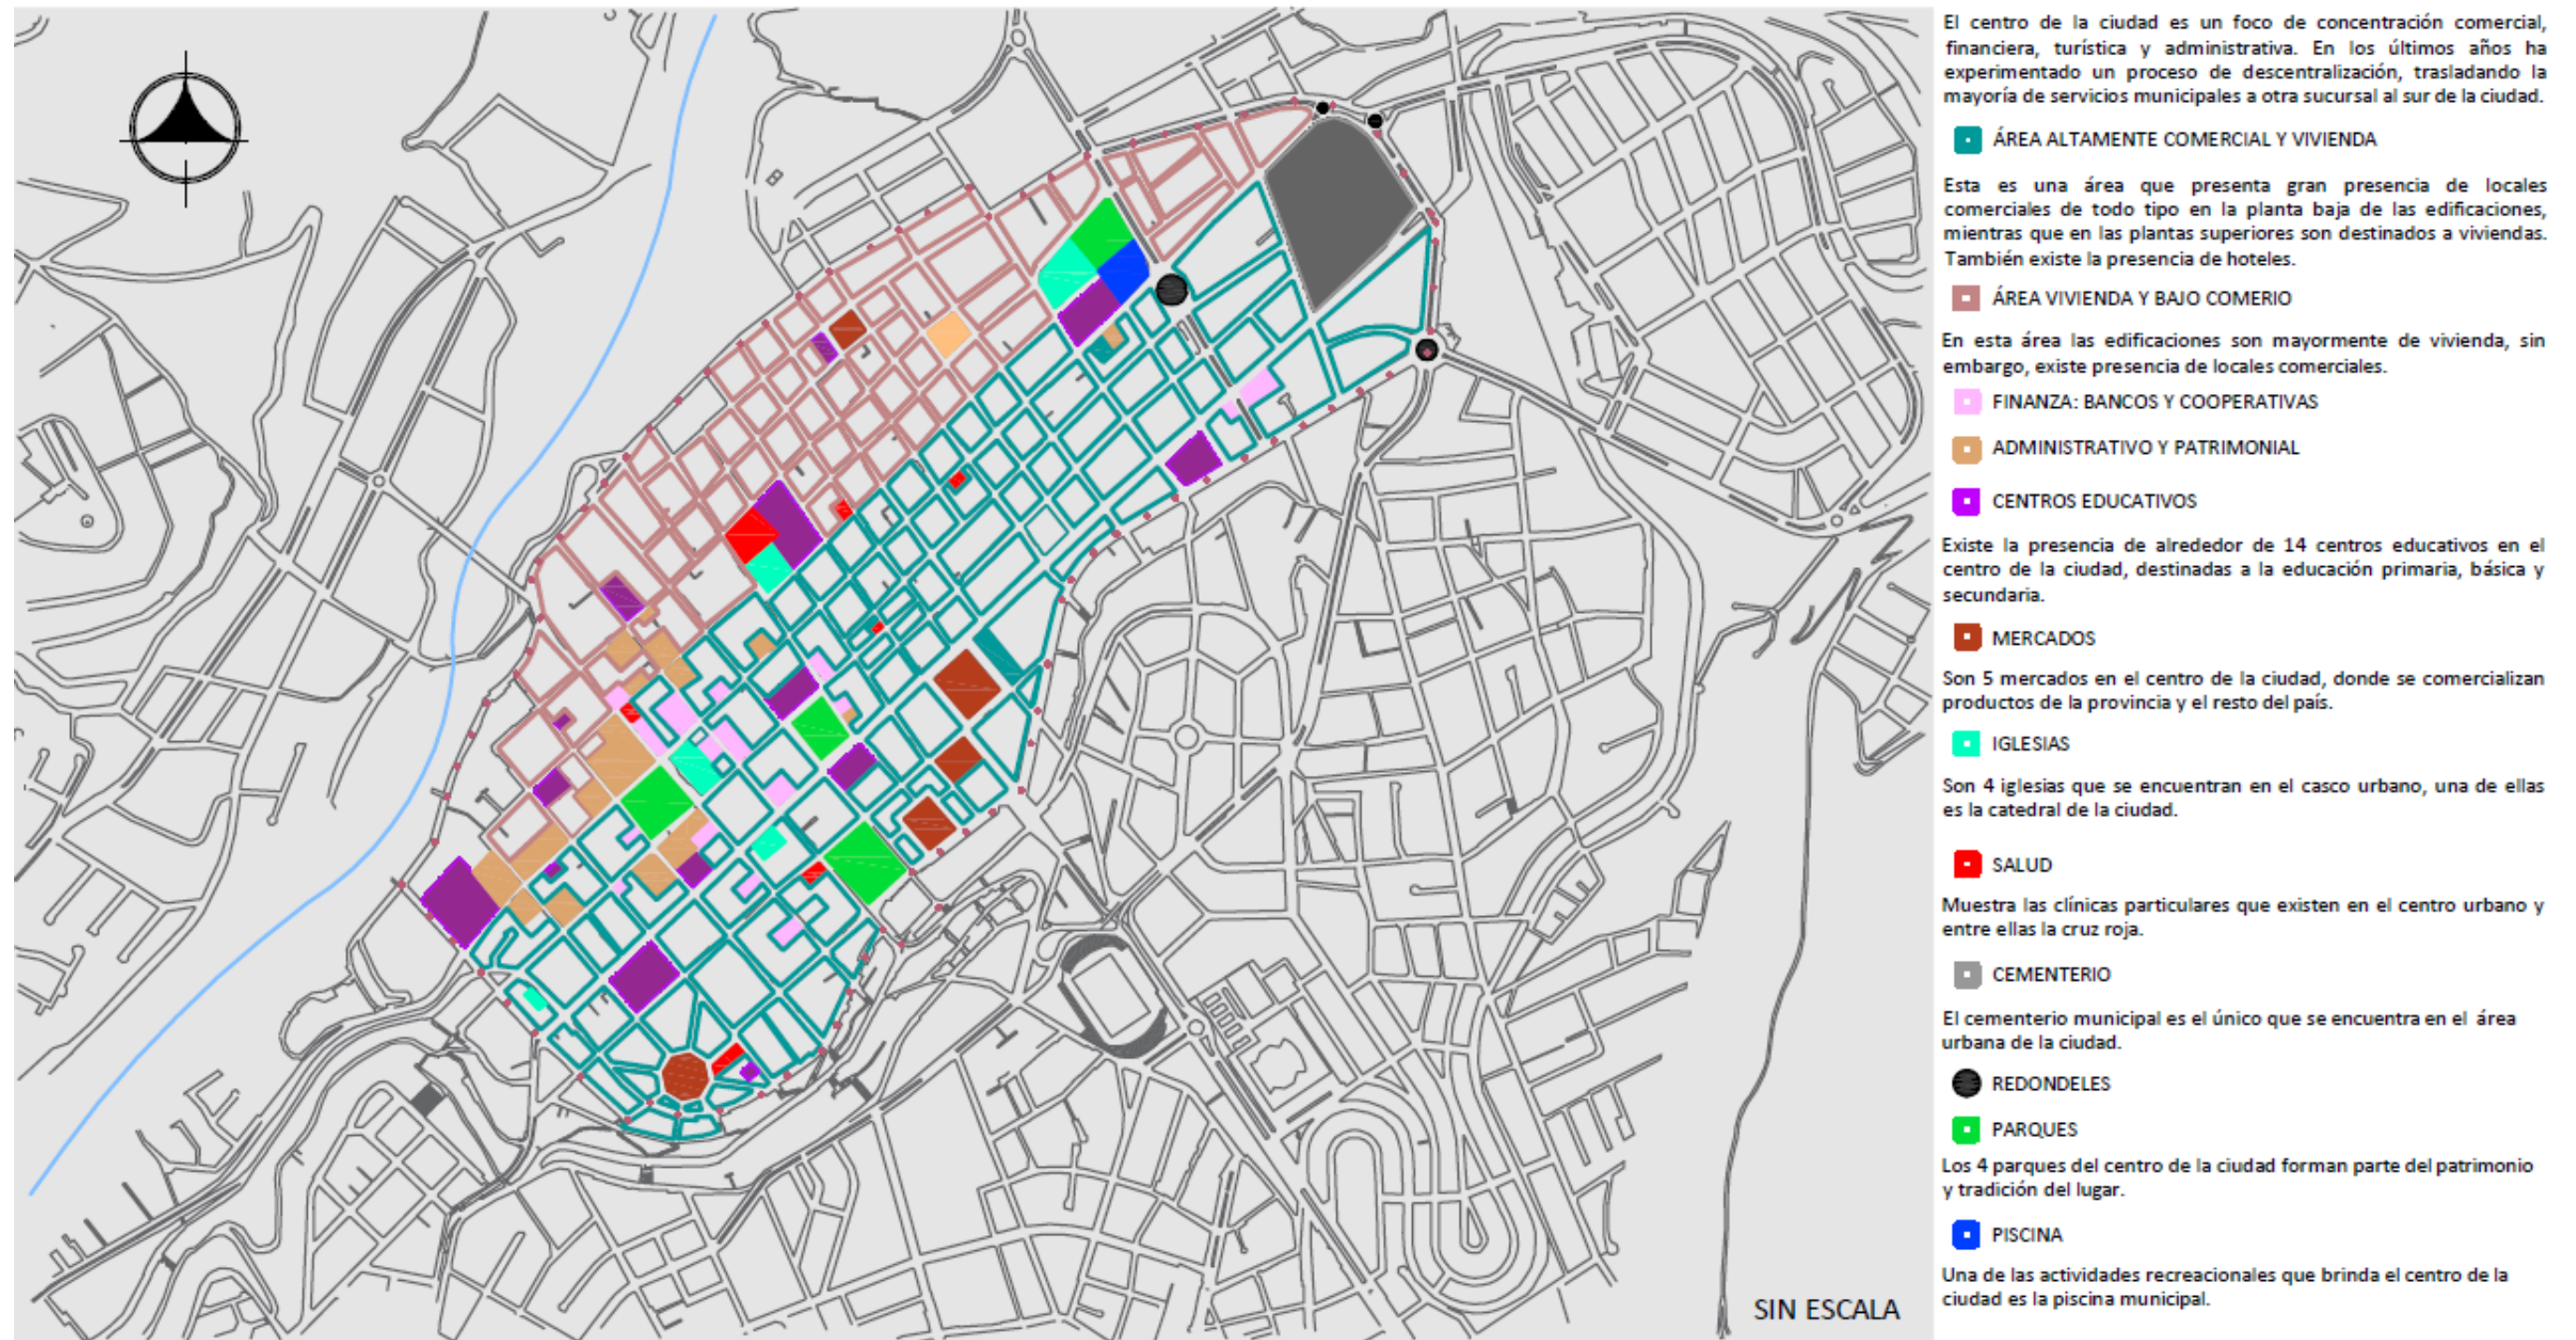 El centro de la ciudad es un foco de concentración comercial,
financiera, turística y administrativa. En los últimos años ha
experimentado un proceso de descentralización, trasladando la
mayoría de servicios municipales a otra sucursal al sur de la ciudad.
ÁREA ALTAMENTE COMERCIAL Y VIVIENDA
Esta es una área que presenta gran presencia de locales
comerciales de todo tipo en la planta baja de las edificaciones,
mientras que en las plantas superiores son destinados a viviendas.
También existe la presencia de hoteles.
ÁREA VIVIENDA Y BAJO COMERIO
En esta área las edificaciones son mayormente de vivienda, sin
embargo, existe presencia de locales comerciales.
FINANZA: BANCOS Y COOPERATIVAS
ADMINISTRATIVO Y PATRIMONIAL
CENTROS EDUCATIVOS
Existe la presencia de alrededor de 14 centros educativos en el
centro de la ciudad, destinadas a la educación primaria, básica y
secundaria.
MERCADOS
Son 5 mercados en el centro de la ciudad, donde se comercializan
productos de la provincia y el resto del país.
IGLESIAS
Son 4 iglesias que se encuentran en el casco urbano, una de ellas
es la catedral de la ciudad.
SALUD
Muestra las clínicas particulares que existen en el centro urbano y
entre ellas la cruz roja.
CEMENTERIO
El cementerio municipal es el único que se encuentra en el área
urbana de la ciudad.
REDONDELES
PARQUES
Los 4 parques del centro de la ciudad forman parte del patrimonio
y tradición del lugar.
PISCINA
Una de las actividades recreacionales que brinda el centro de la
ciudad es la piscina municipal.
SIN ESCALA